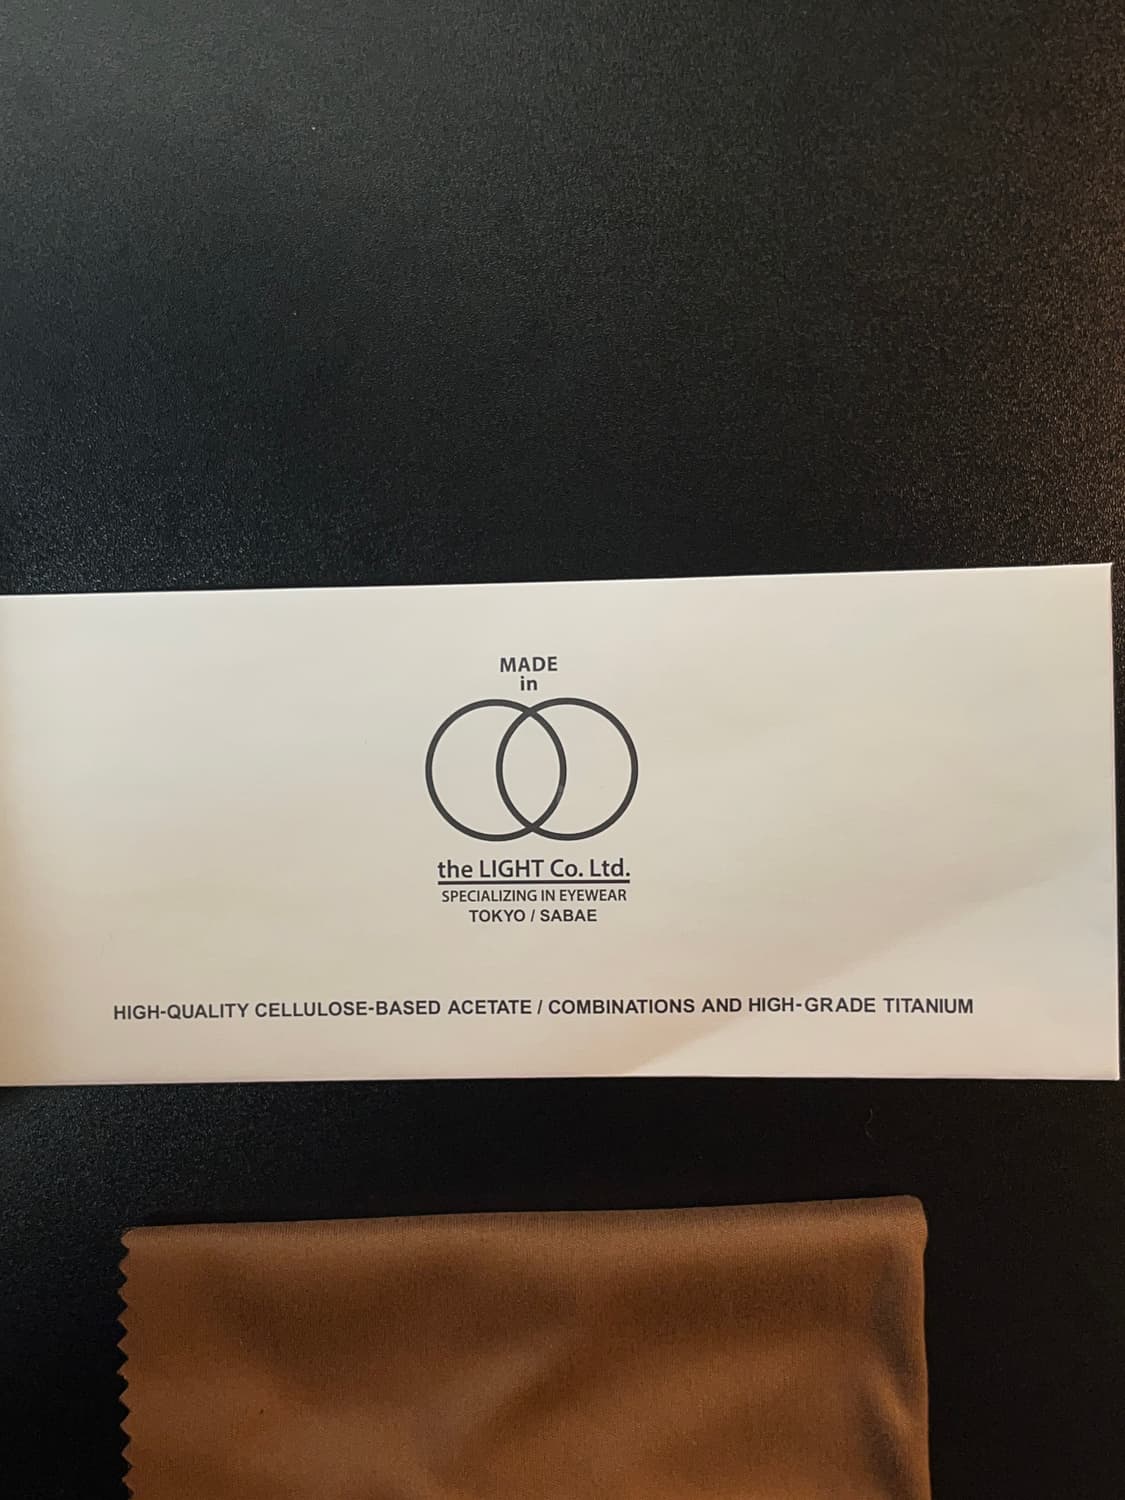 MADE
in
the LIGHT Co. Ltd.
SPECIALIZING IN EYEWEAR
TOKYO / SABAE
HIGH-QUALITY CELLULOSE-BASED ACETATE / COMBINATIONS AND HIGH-GRADE TITANIUM